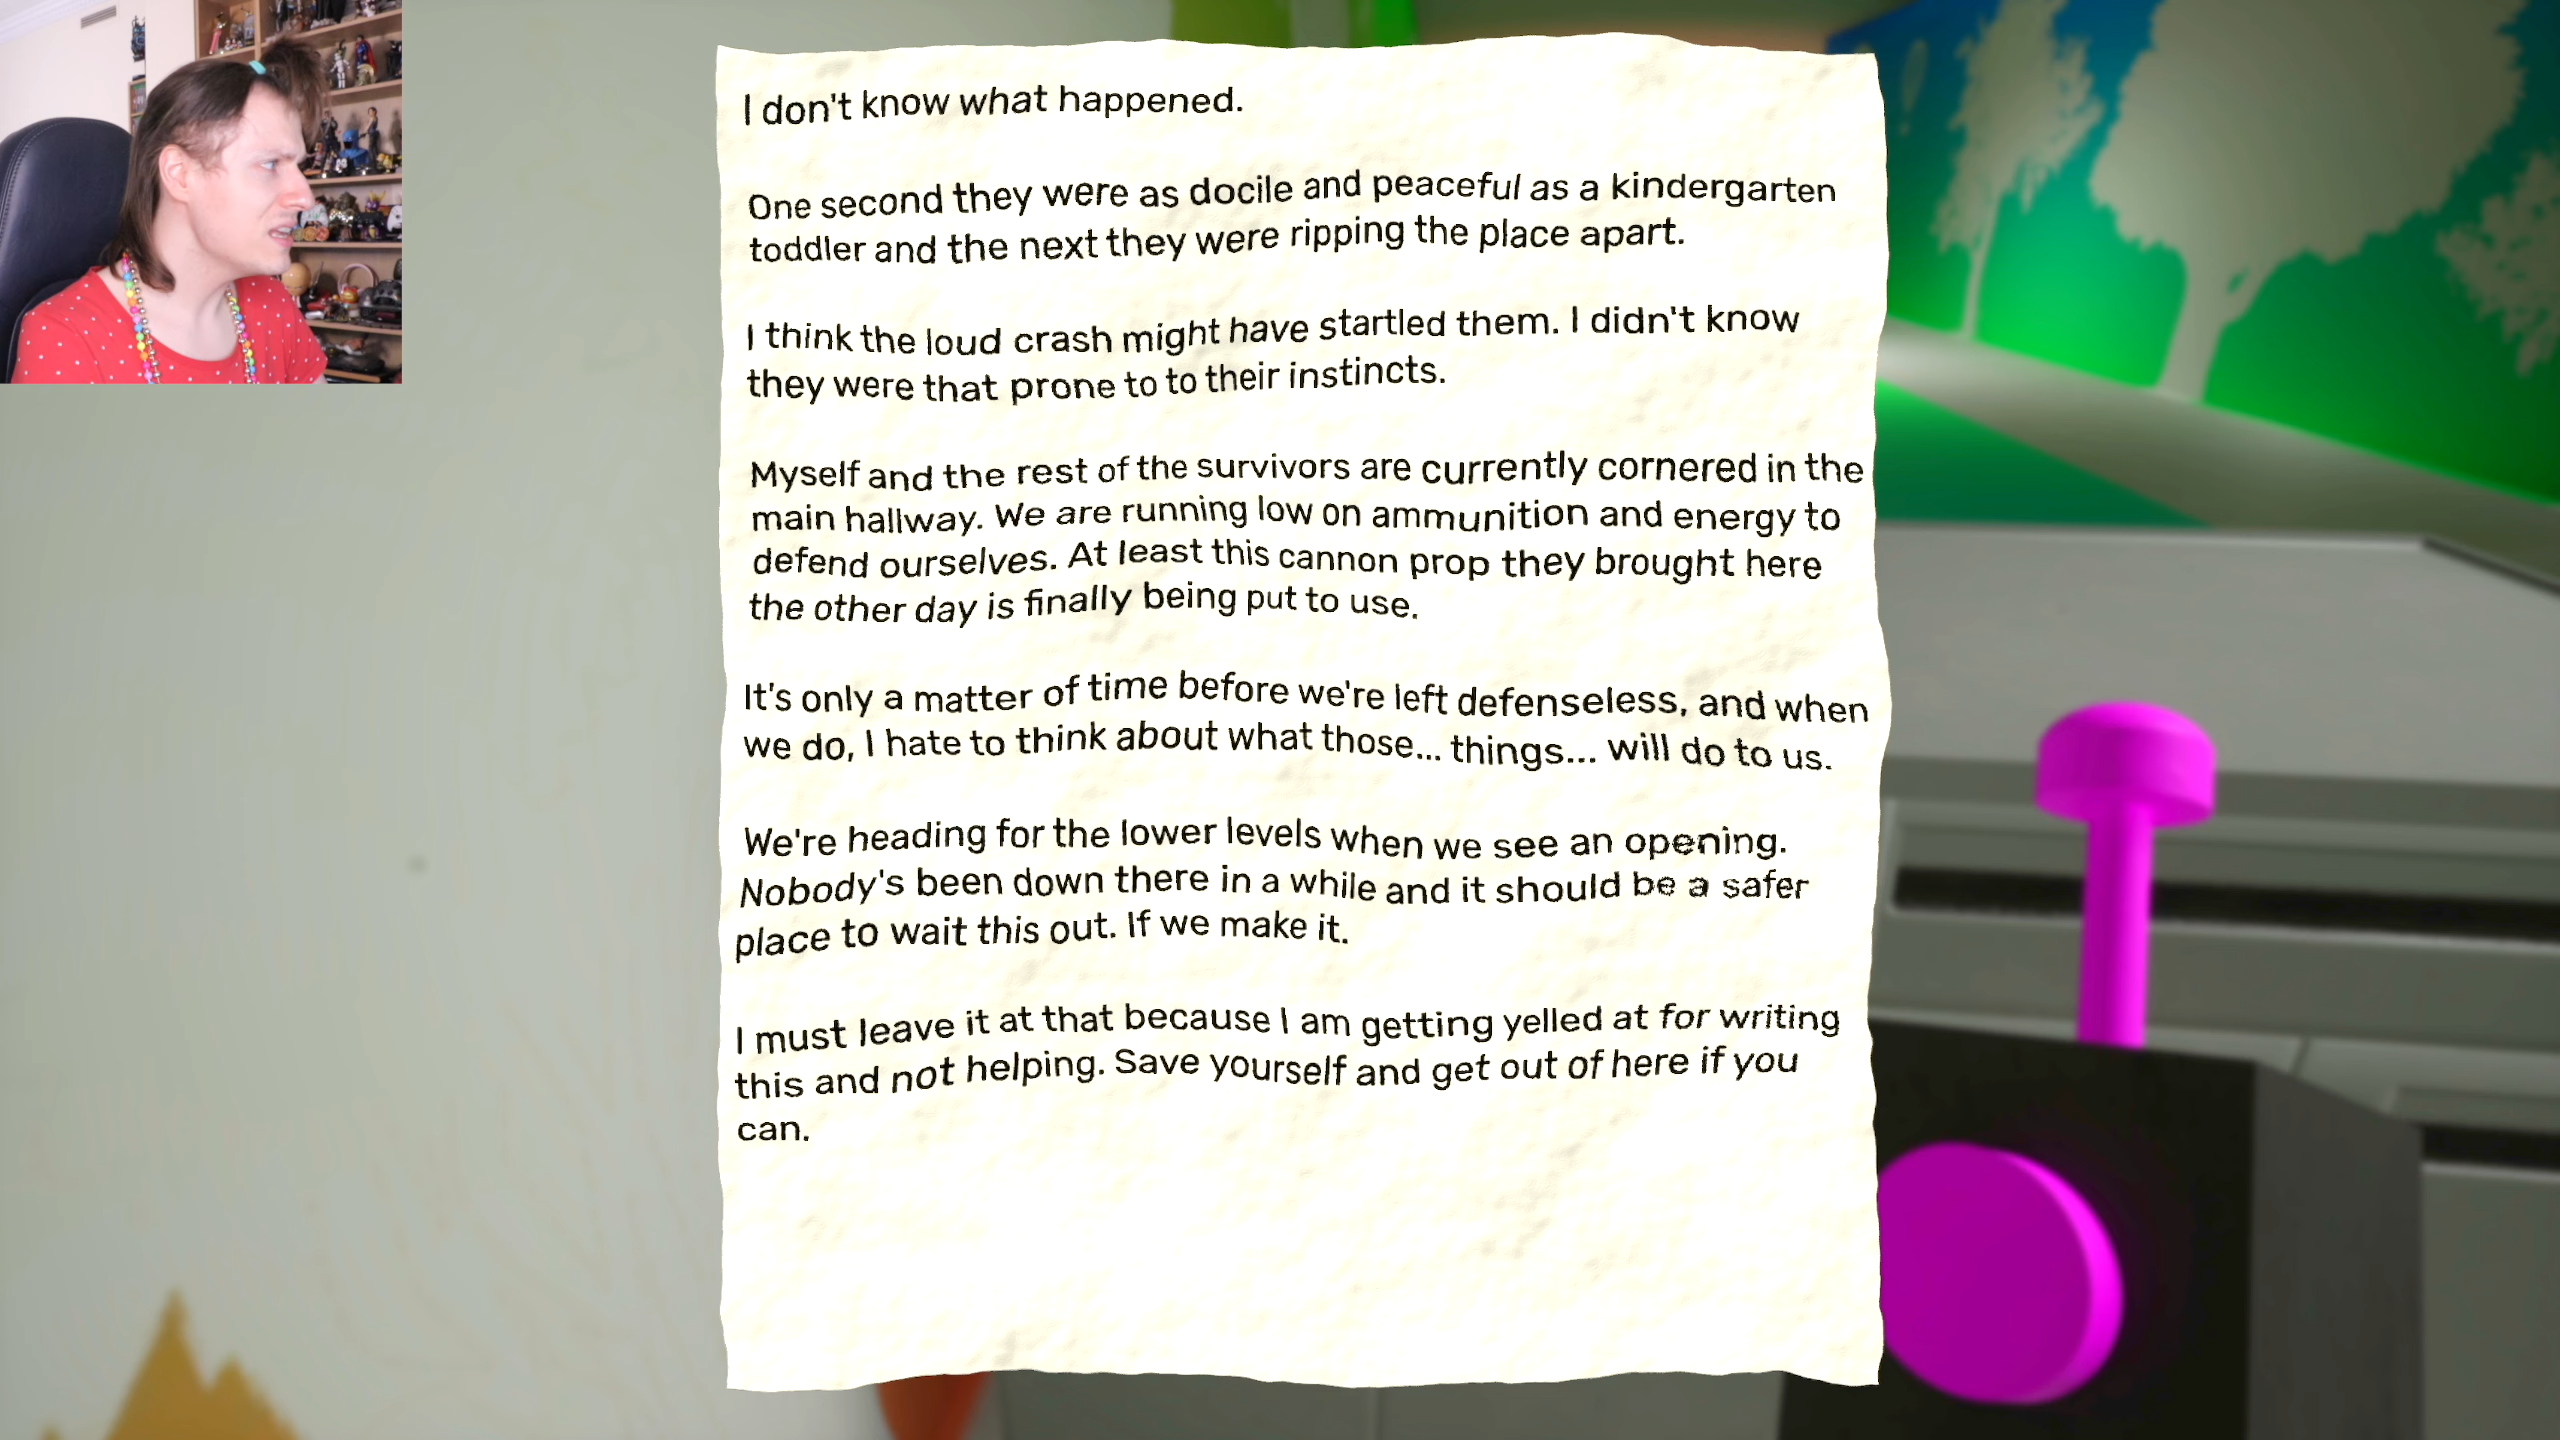 I don't know what happened.
One second they were as docile and peaceful as a kindergarten
toddler and the next they were ripping the place apart.
I think the loud crash might have startled them. I didn't know
they were that prone to to their instincts.
Myself and the rest of the survivors are currently cornered in the
main hallway. We are running low on ammunition and energy to
defend ourselves. At least this cannon prop they brought here
the other day is finally being put to use.
It's only a matter of time before we're left defenseless, and when
we do, I hate to think about what those... things... will do to us.
We're heading for the lower levels when we see an opening.
Nobody's been down there in a while and it should be a safer
place to wait this out. If we make it.
I must leave it at that because I am getting yelled at for writing
this and not helping. Save yourself and get out of here if you
can.